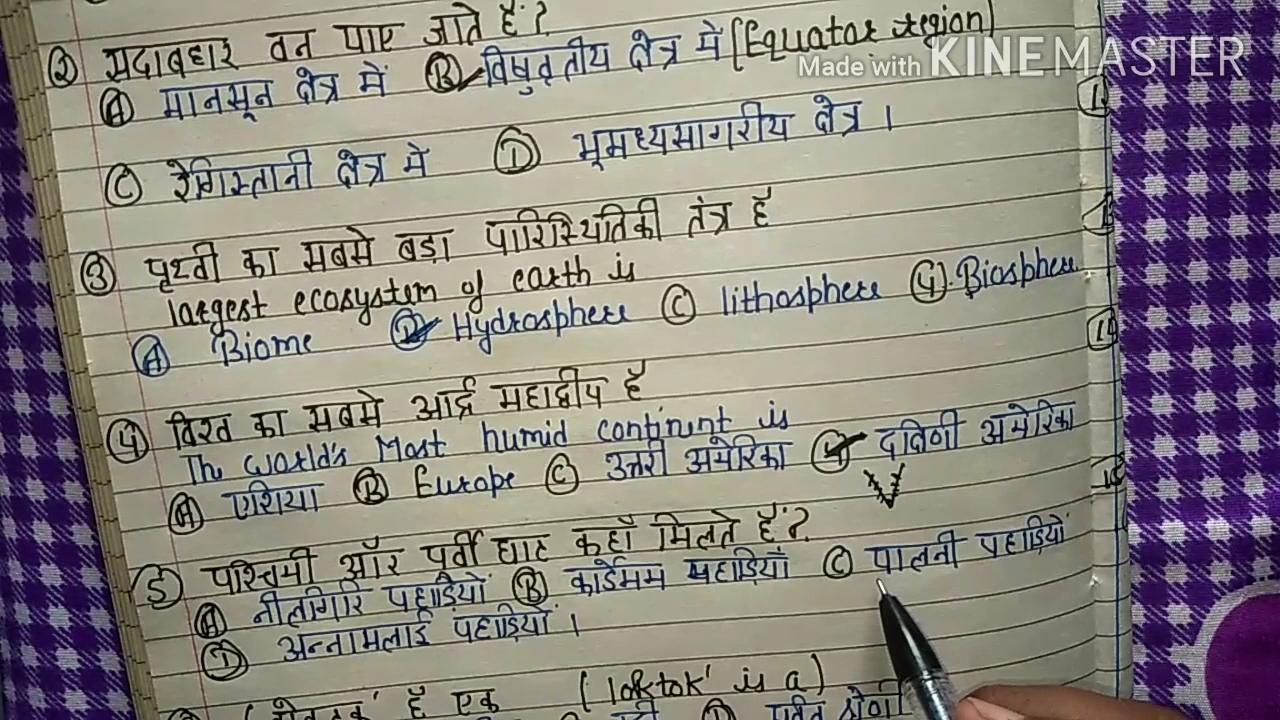 ② सदाबहार वन पाए जाते हैं?
Ⓐ मानसून क्षेत्र में Ⓑ विषुवृतीय क्षेत्र में [Equator region]
Made with KINEMASTER
Ⓒ रेगिस्तानी क्षेत्र में Ⓓ भूमध्यसागरीय क्षेत्र ।
③ पृथ्वी का सबसे बड़ा पारिस्थितिकी तंत्र है
largest ecosystem of earth is
Ⓐ Biome Ⓑ Hydrosphere Ⓒ lithosphere Ⓓ Biosphere
④ विश्व का सबसे आर्द्र महाद्वीप है
The world's Most humid continent is
Ⓐ एशिया Ⓑ Europe Ⓒ उत्तरी अमेरिका दक्षिणी अमेरिका
⑤ पश्चिमी और पूर्वी घाट कहाँ मिलते हैं?
Ⓐ नीलगिरि पहाड़ियों Ⓑ कार्डेमम पहाड़ियाँ Ⓒ पालनी पहाड़ियों
Ⓓ अन्नामलाई पहाड़ियों ।
है एक ('loktok' is a)
Ⓓ पर्वत श्रेणी